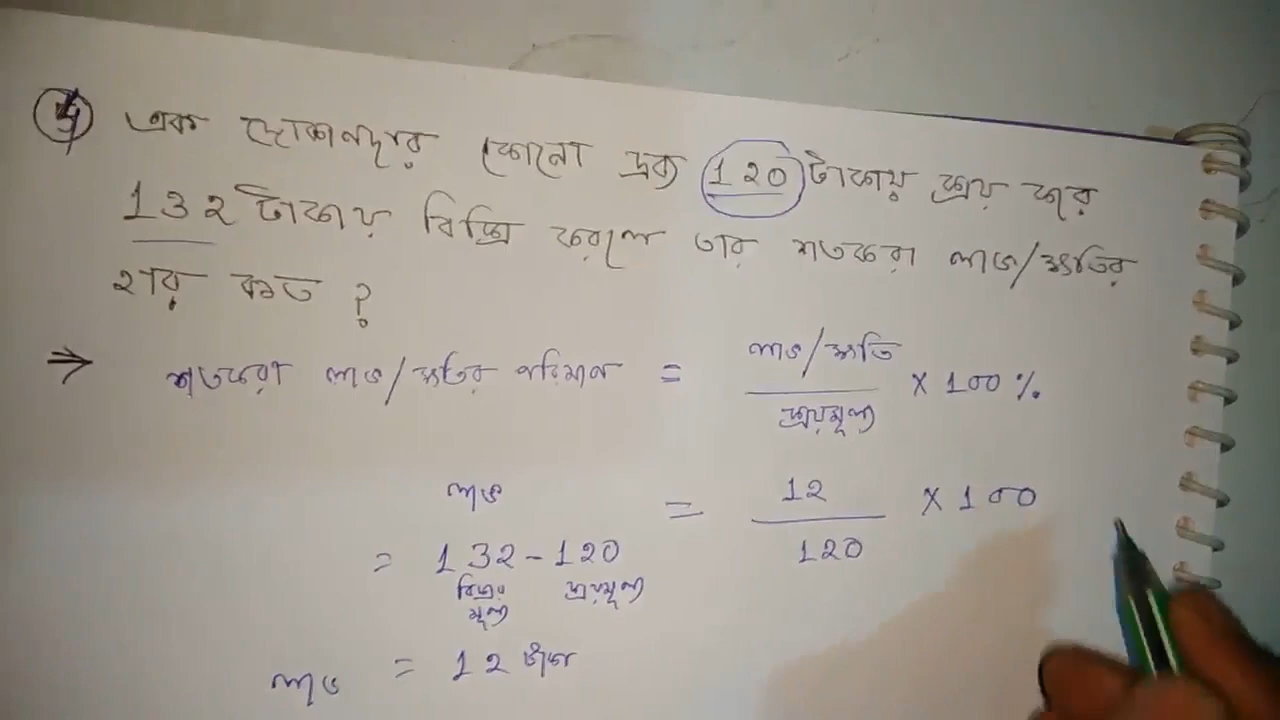 4 এক দোকানদার কোনো দ্রব্য 120 টাকায় ক্রয় করে
132 টাকায় বিক্রি করলে তার শতকরা লাভ/ক্ষতির
হার কত ?
⇒ শতকরা লাভ/ক্ষতির পরিমান = লাভ/ক্ষতি / ক্রয়মূল্য × 100 %
লাভ
= 12 / 120 × 100
= 132 - 120
বিক্রয় মূল্য ক্রয়মূল্য
লাভ = 12 টাকা